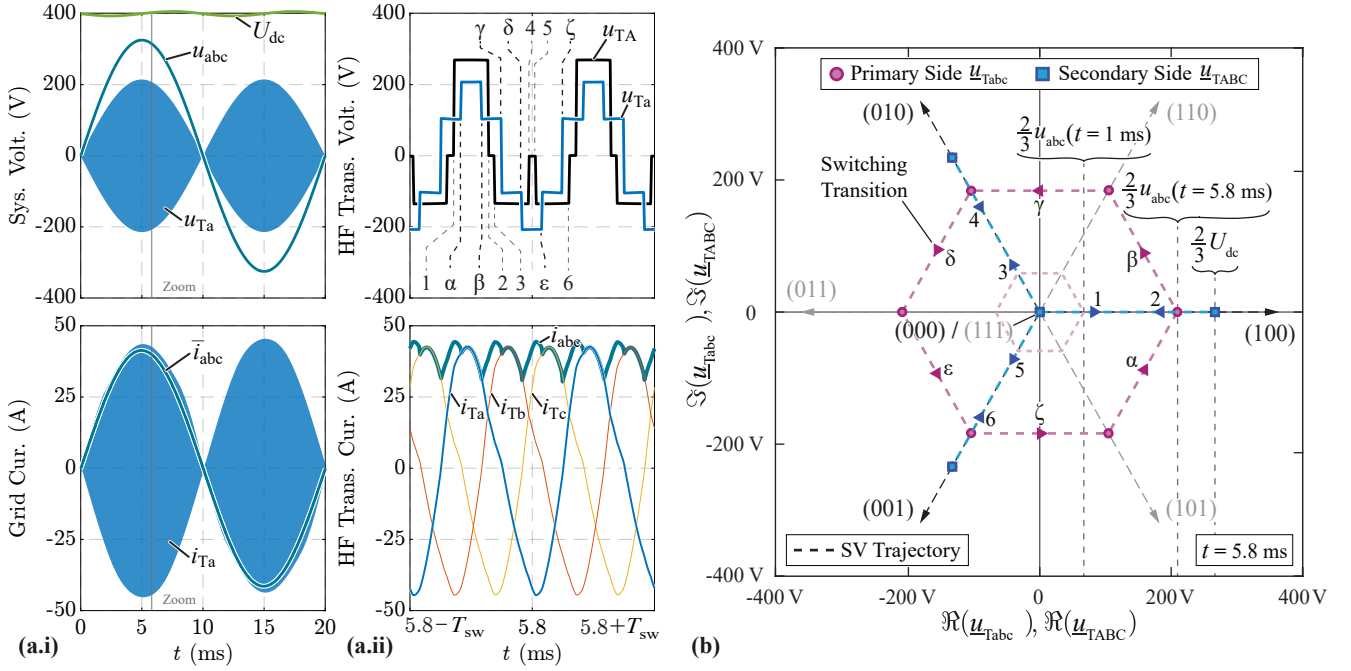 400
200
0
-200
-400
Sys. Volt. (V)
U_dc
u_abc
u_Ta
Zoom
50
25
0
-25
-50
Grid Cur. (A)
i̅_abc
i_Ta
Zoom
0 5 10 15 20
t (ms)
(a.i)
400
200
0
-200
-400
HF Trans. Volt. (V)
γ δ 4 5 ζ
u_TA
u_Ta
1 α β 2 3 ε 6
50
25
0
-25
-50
HF Trans. Cur. (A)
i_abc
i_Ta i_Tb i_Tc
5.8−T_sw 5.8 5.8+T_sw
t (ms)
(a.ii)
400 V
200 V
0
-200 V
-400 V
ℑ(u_Tabc), ℑ(u_TABC)
Primary Side u_Tabc Secondary Side u_TABC
(010) (110)
2/3 u_abc(t = 1 ms)
Switching
Transition
2/3 u_abc(t = 5.8 ms)
2/3 U_dc
4 γ
δ 3 β
(011) 1 2
(000) / (111) (100)
ε 5 α
6 ζ
(001) (101)
SV Trajectory
t = 5.8 ms
-400 V -200 V 0 200 V 400 V
ℜ(u_Tabc), ℜ(u_TABC)
(b)